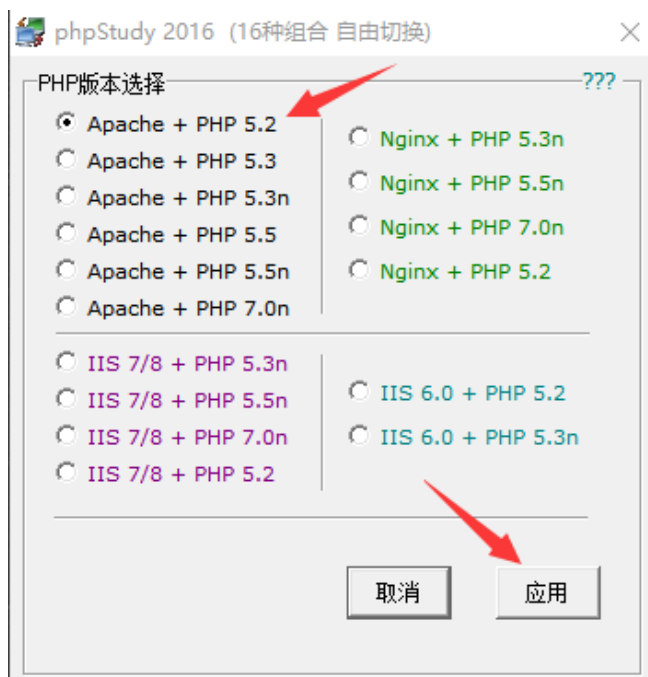 phpStudy 2016 (16种组合 自由切换)
PHP版本选择
???
Apache + PHP 5.2
Apache + PHP 5.3
Apache + PHP 5.3n
Apache + PHP 5.5
Apache + PHP 5.5n
Apache + PHP 7.0n
Nginx + PHP 5.3n
Nginx + PHP 5.5n
Nginx + PHP 7.0n
Nginx + PHP 5.2
IIS 7/8 + PHP 5.3n
IIS 7/8 + PHP 5.5n
IIS 7/8 + PHP 7.0n
IIS 7/8 + PHP 5.2
IIS 6.0 + PHP 5.2
IIS 6.0 + PHP 5.3n
取消
应用